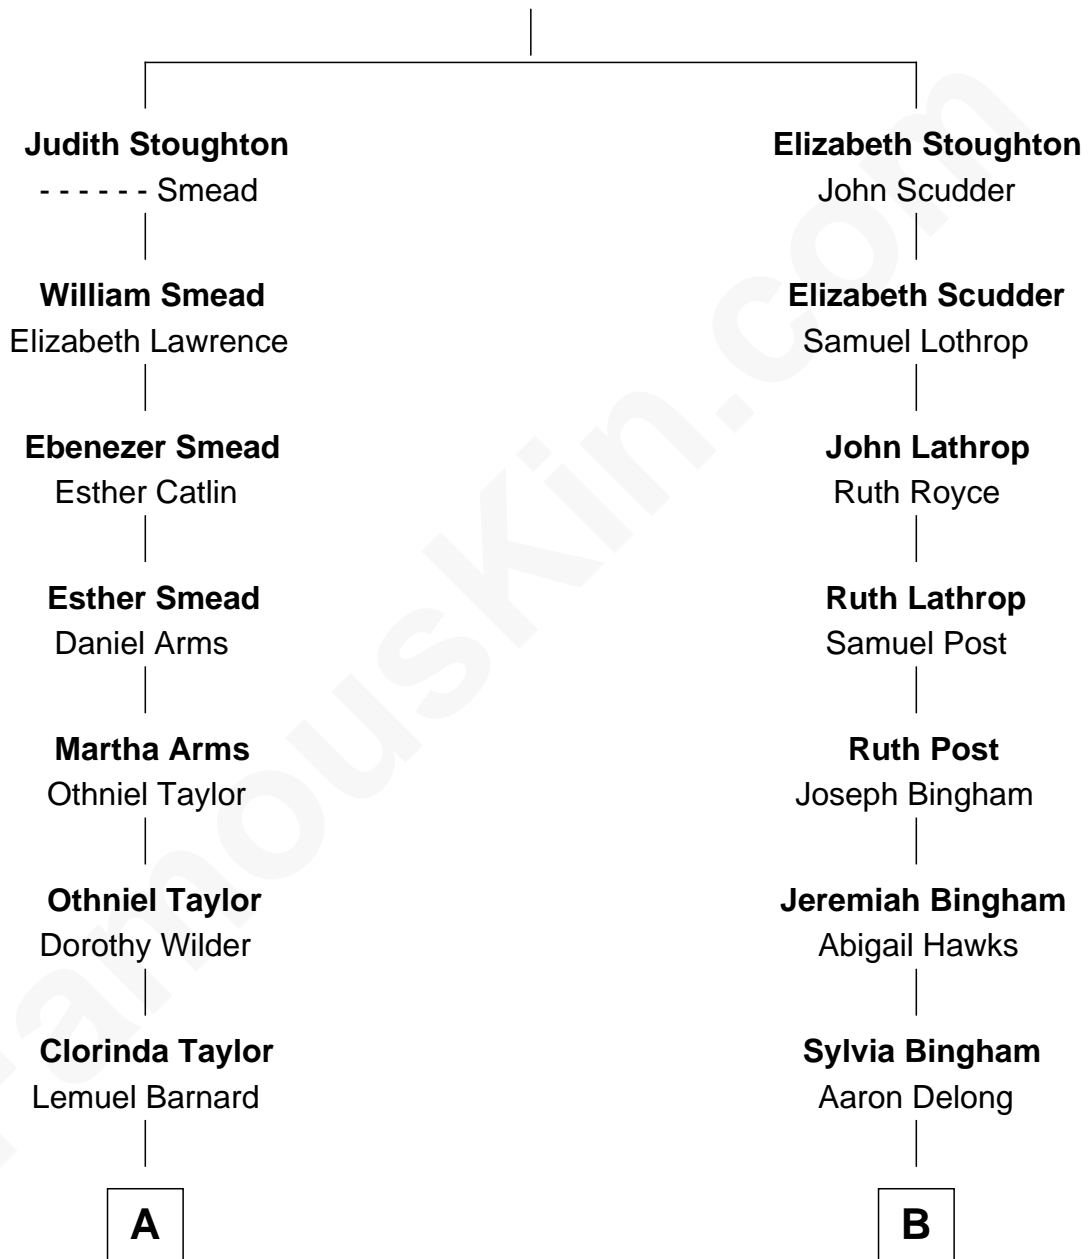 Judith Stoughton
- - - - - - Smead
William Smead
Elizabeth Lawrence
Ebenezer Smead
Esther Catlin
Esther Smead
Daniel Arms
Martha Arms
Othniel Taylor
Othniel Taylor
Dorothy Wilder
Clorinda Taylor
Lemuel Barnard
A
Elizabeth Stoughton
John Scudder
Elizabeth Scudder
Samuel Lothrop
John Lathrop
Ruth Royce
Ruth Lathrop
Samuel Post
Ruth Post
Joseph Bingham
Jeremiah Bingham
Abigail Hawks
Sylvia Bingham
Aaron Delong
B
FamousKin.com